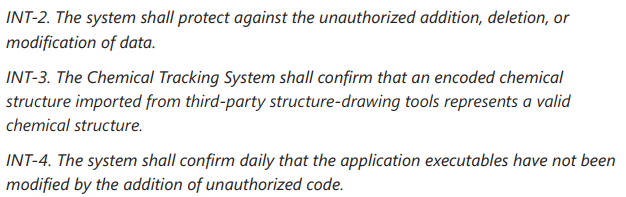 INT-2. The system shall protect against the unauthorized addition, deletion, or
modification of data.
INT-3. The Chemical Tracking System shall confirm that an encoded chemical
structure imported from third-party structure-drawing tools represents a valid
chemical structure.
INT-4. The system shall confirm daily that the application executables have not been
modified by the addition of unauthorized code.